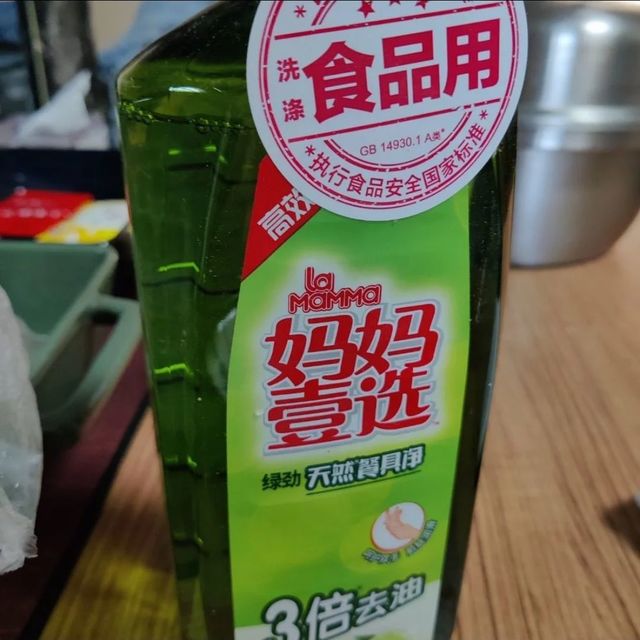 洗涤
食品用
GB 14930.1 A类*
*执行食品安全国家标准*
高效
la
mamma
妈妈
壹选
绿劲 天然餐具净
3倍去油